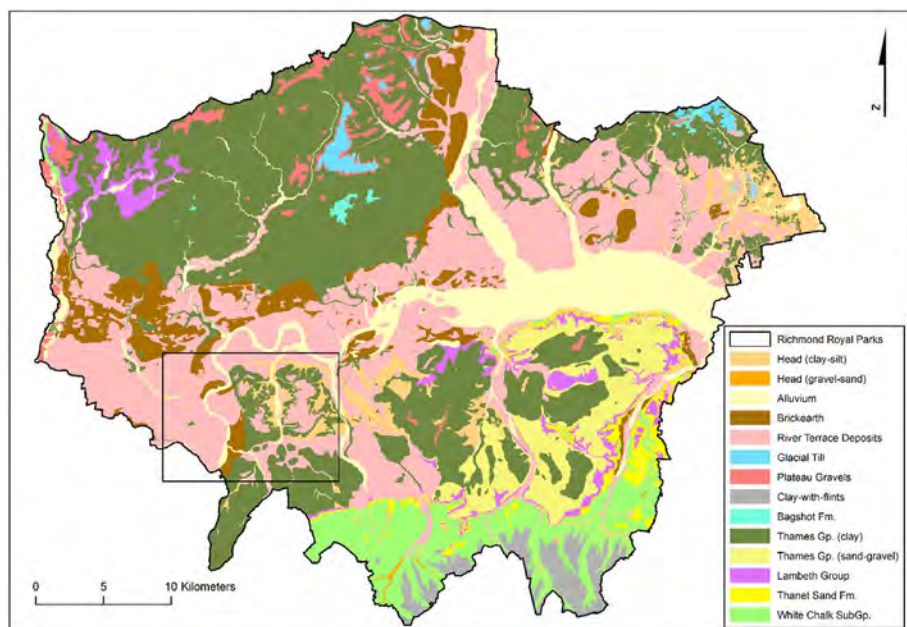 N
Richmond Royal Parks
Head (clay-silt)
Head (gravel-sand)
Alluvium
Brickearth
River Terrace Deposits
Glacial Till
Plateau Gravels
Clay-with-flints
Bagshot Fm.
Thames Gp. (clay)
Thames Gp. (sand-gravel)
Lambeth Group
Thanet Sand Fm.
White Chalk SubGp.
0 5 10 Kilometers